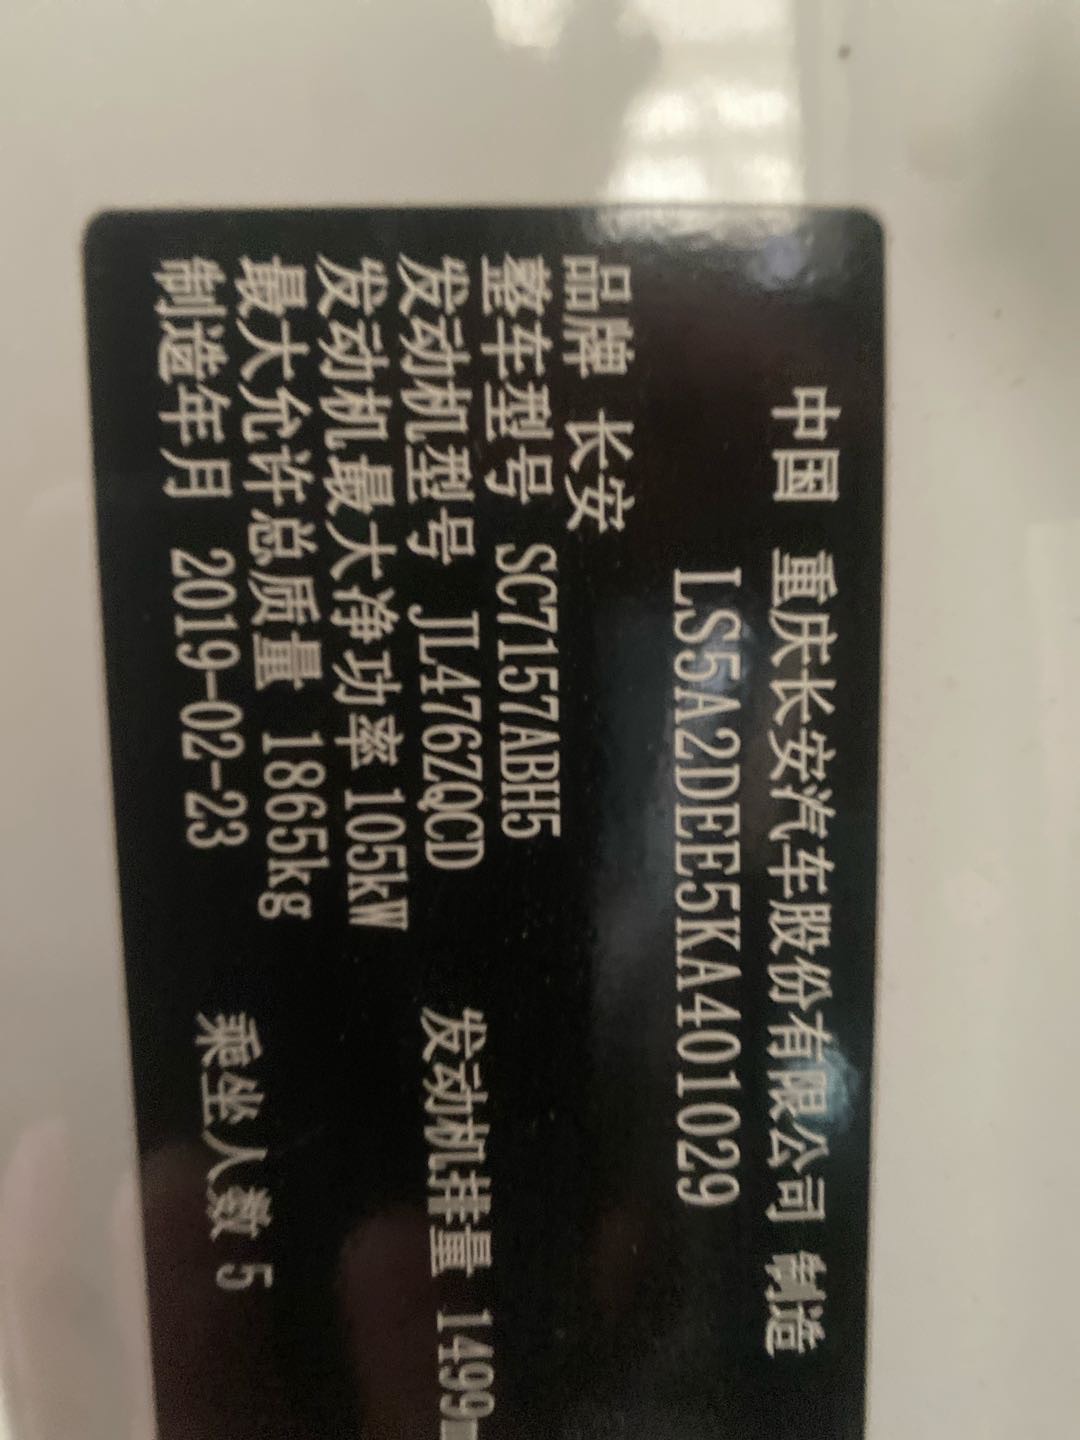 中国 重庆长安汽车股份有限公司 制造
LS5A2DEE5KA401029
品牌 长安
整车型号 SC7157ABH5
发动机型号 JL476ZQCD 发动机排量 1499m
发动机最大净功率 105kW
最大允许总质量 1865kg
制造年月 2019-02-23 乘坐人数 5